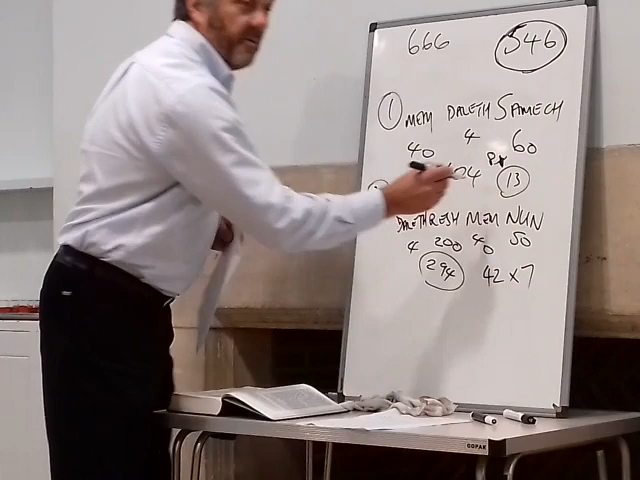 666 546
1 MEM DALETH SAMECH
40 4 60
104 13
DALETH RESH MEM NUN
4 200 40 50
294 42 x 7
GOPAK